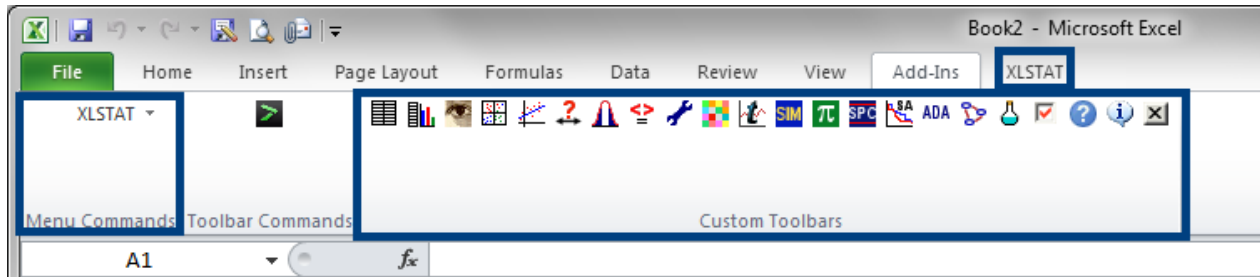 Book2 - Microsoft Excel
File Home Insert Page Layout Formulas Data Review View Add-Ins XLSTAT
XLSTAT
SIM π SPC SA ADA
Menu Commands Toolbar Commands Custom Toolbars
A1 fx